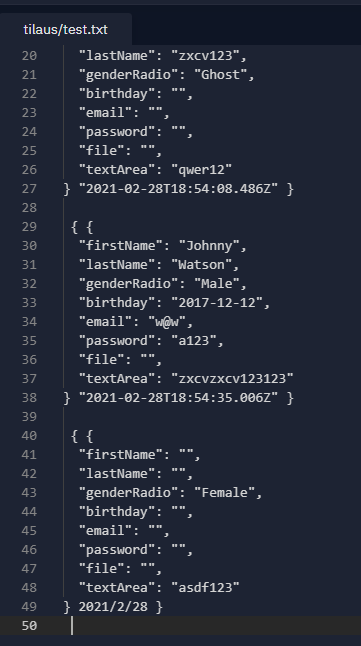 tilaus/test.txt
20 "lastName": "zxcv123",
21 "genderRadio": "Ghost",
22 "birthday": "",
23 "email": "",
24 "password": "",
25 "file": "",
26 "textArea": "qwer12"
27 } "2021-02-28T18:54:08.486Z" }
28
29 { {
30 "firstName": "Johnny",
31 "lastName": "Watson",
32 "genderRadio": "Male",
33 "birthday": "2017-12-12",
34 "email": "w@w",
35 "password": "a123",
36 "file": "",
37 "textArea": "zxcvzxcv123123"
38 } "2021-02-28T18:54:35.006Z" }
39
40 { {
41 "firstName": "",
42 "lastName": "",
43 "genderRadio": "Female",
44 "birthday": "",
45 "email": "",
46 "password": "",
47 "file": "",
48 "textArea": "asdf123"
49 } 2021/2/28 }
50